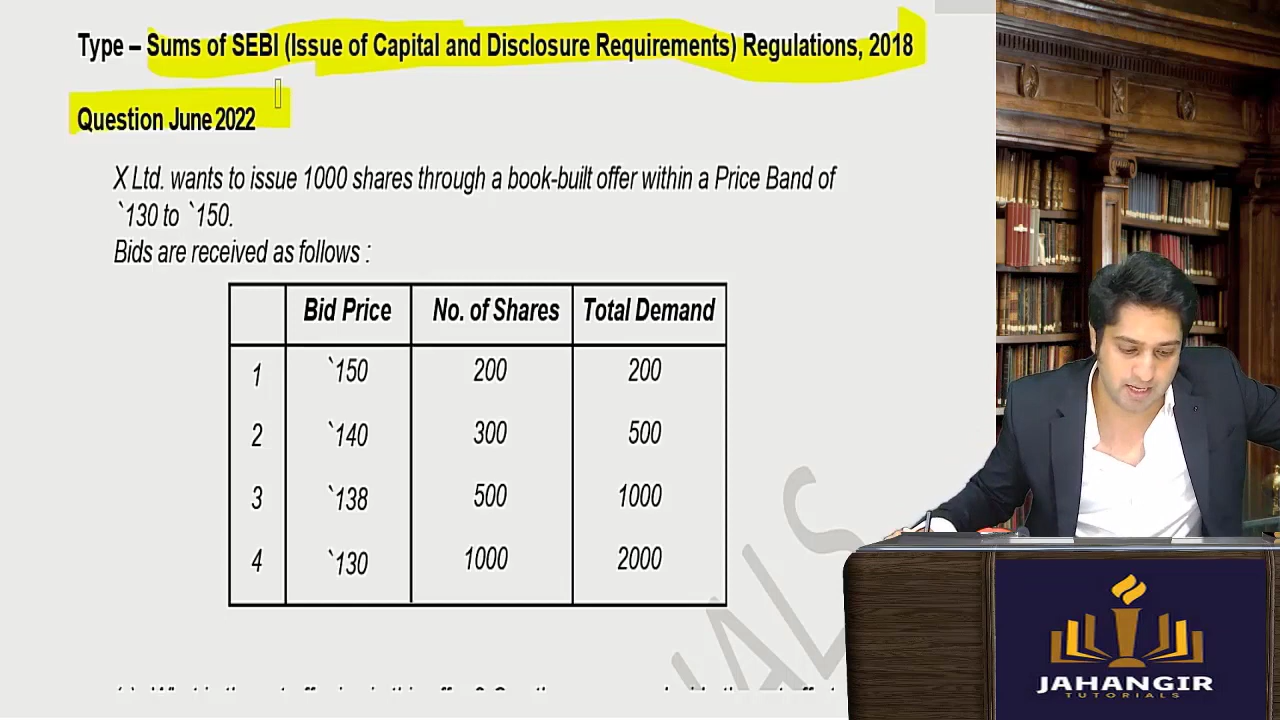 Type – Sums of SEBI (Issue of Capital and Disclosure Requirements) Regulations, 2018
Question June 2022
X Ltd. wants to issue 1000 shares through a book-built offer within a Price Band of
`130 to `150.
Bids are received as follows :
Bid Price No. of Shares Total Demand
1 `150 200 200
2 `140 300 500
3 `138 500 1000
4 `130 1000 2000
JAHANGIR
TUTORIALS